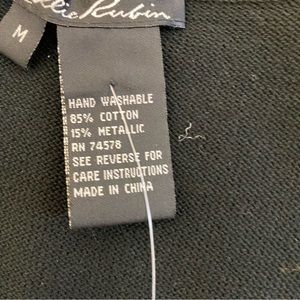 Rubin
M
HAND WASHABLE
85% COTTON
15% METALLIC
RN 74578
SEE REVERSE FOR
CARE INSTRUCTIONS
MADE IN CHINA